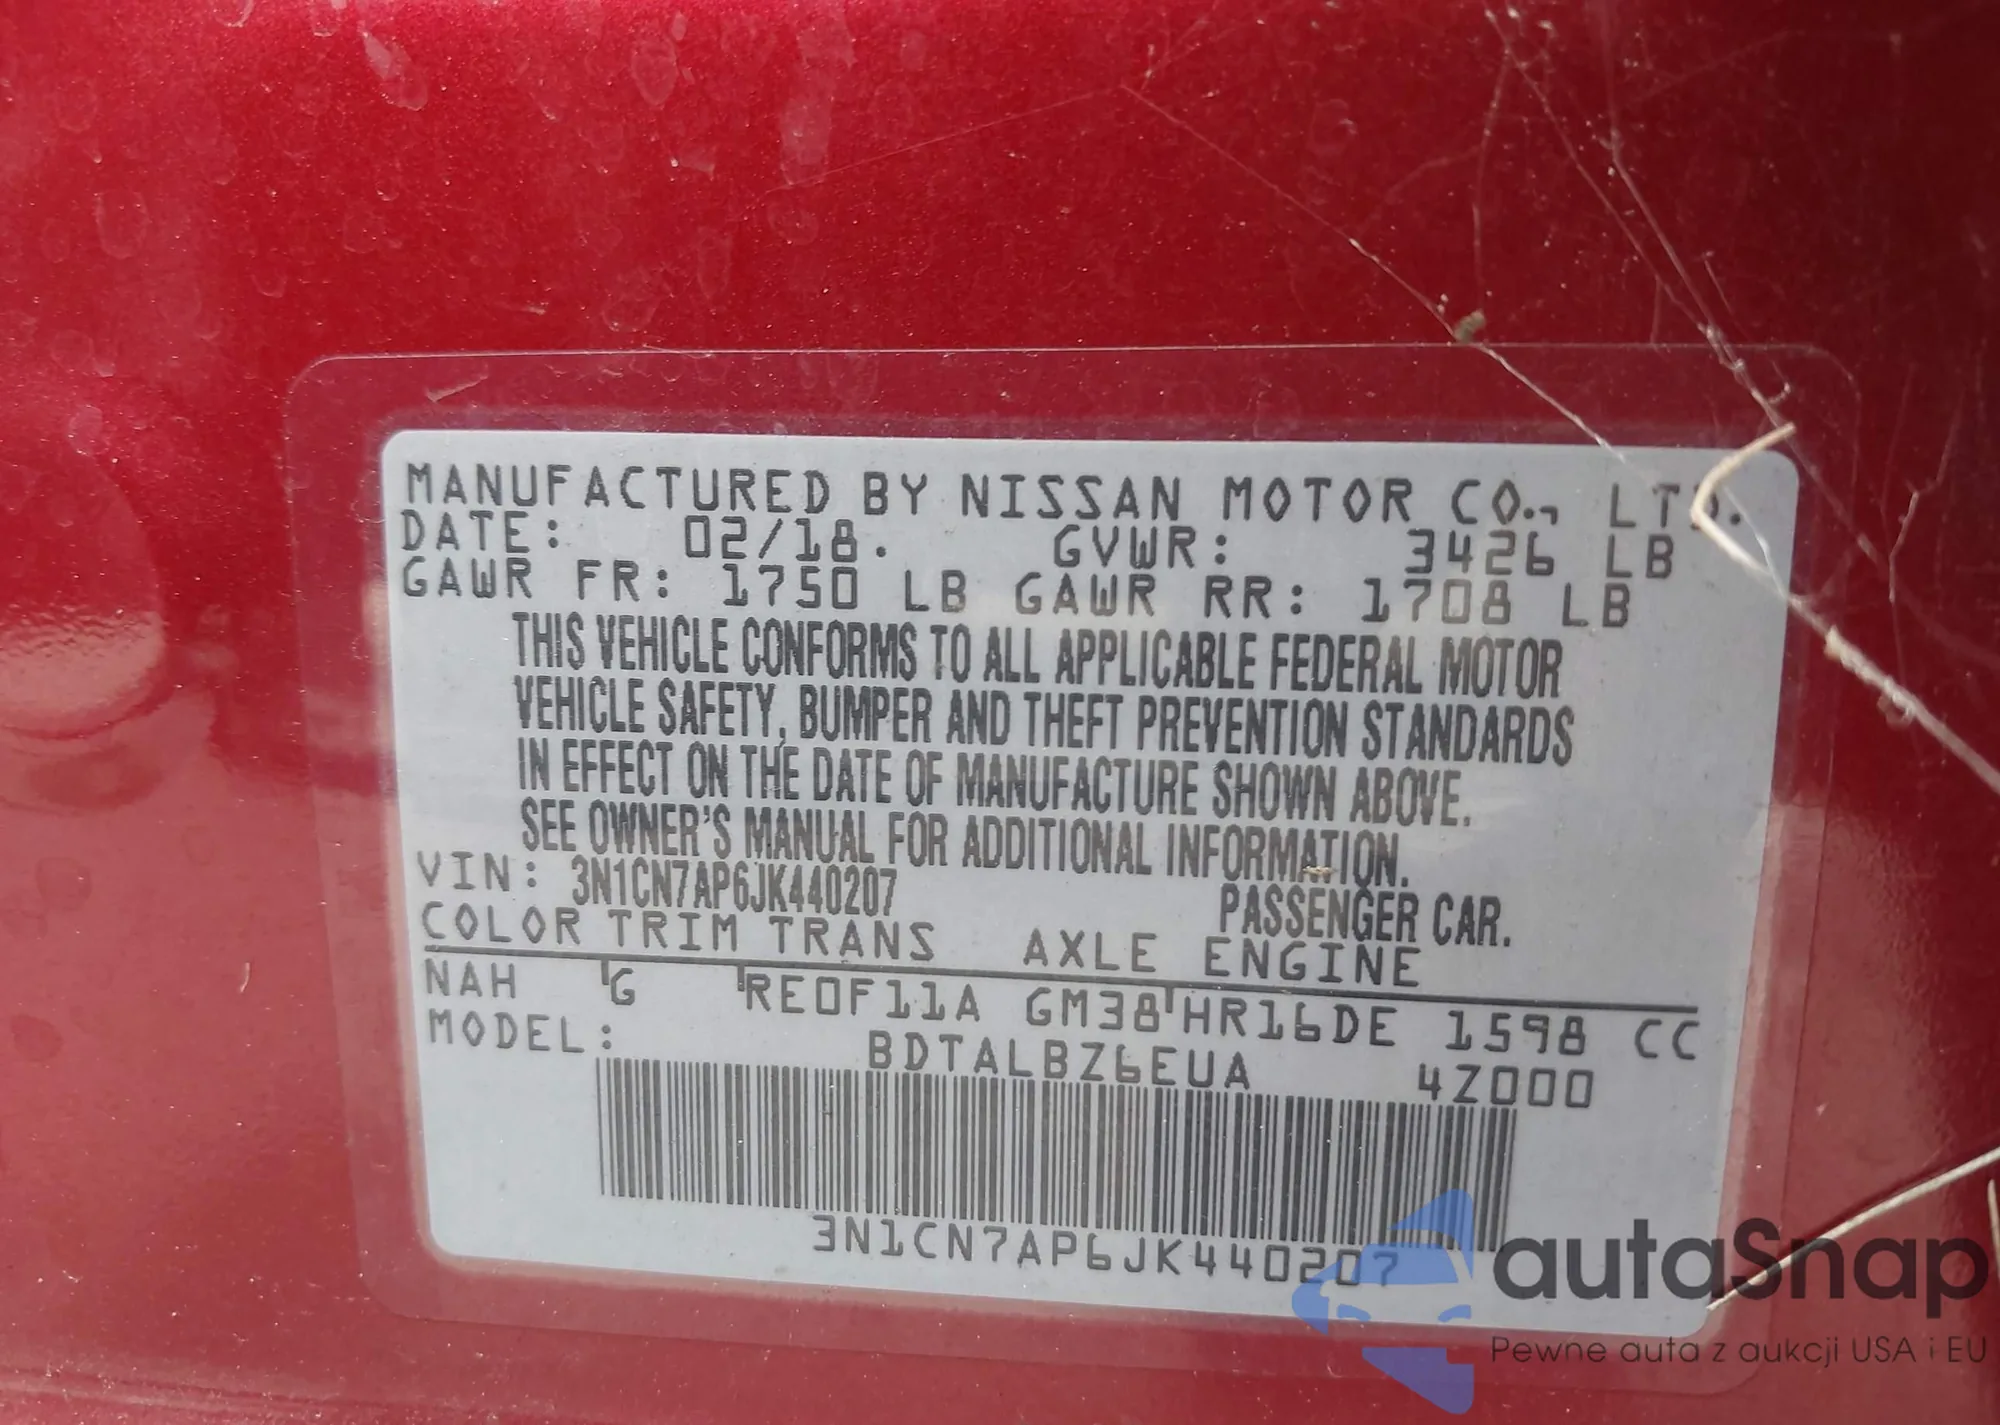 MANUFACTURED BY NISSAN MOTOR CO., LTD.
DATE: 02/18. GVWR: 3426 LB
GAWR FR: 1750 LB GAWR RR: 1708 LB
THIS VEHICLE CONFORMS TO ALL APPLICABLE FEDERAL MOTOR
VEHICLE SAFETY, BUMPER AND THEFT PREVENTION STANDARDS
IN EFFECT ON THE DATE OF MANUFACTURE SHOWN ABOVE.
SEE OWNER'S MANUAL FOR ADDITIONAL INFORMATION.
VIN: 3N1CN7AP6JK440207 PASSENGER CAR.
COLOR TRIM TRANS AXLE ENGINE
NAH G RE0F11A GM38 HR16DE 1598 CC
MODEL: BDTALBZ6EUA 4Z000
3N1CN7AP6JK440207
autaSnap
Pewne auta z aukcji USA i EU